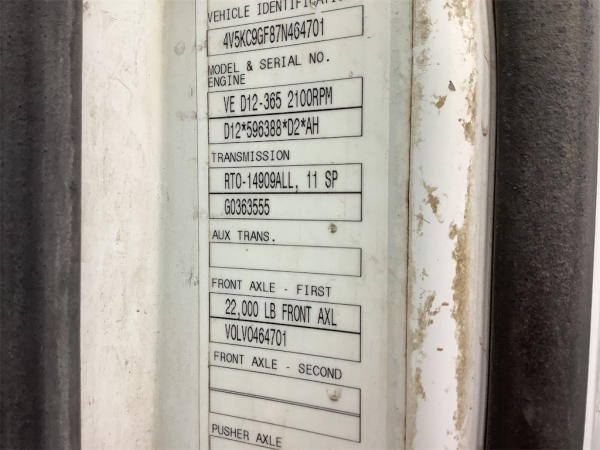 VEHICLE IDENTIFICATION
4V5KC9GF87N464701
MODEL & SERIAL NO.
ENGINE
VE D12-365 2100RPM
D12*596388*D2*AH
TRANSMISSION
RTO-14909ALL, 11 SP
G0363555
AUX TRANS.
FRONT AXLE - FIRST
22,000 LB FRONT AXL
VOLVO464701
FRONT AXLE - SECOND
PUSHER AXLE